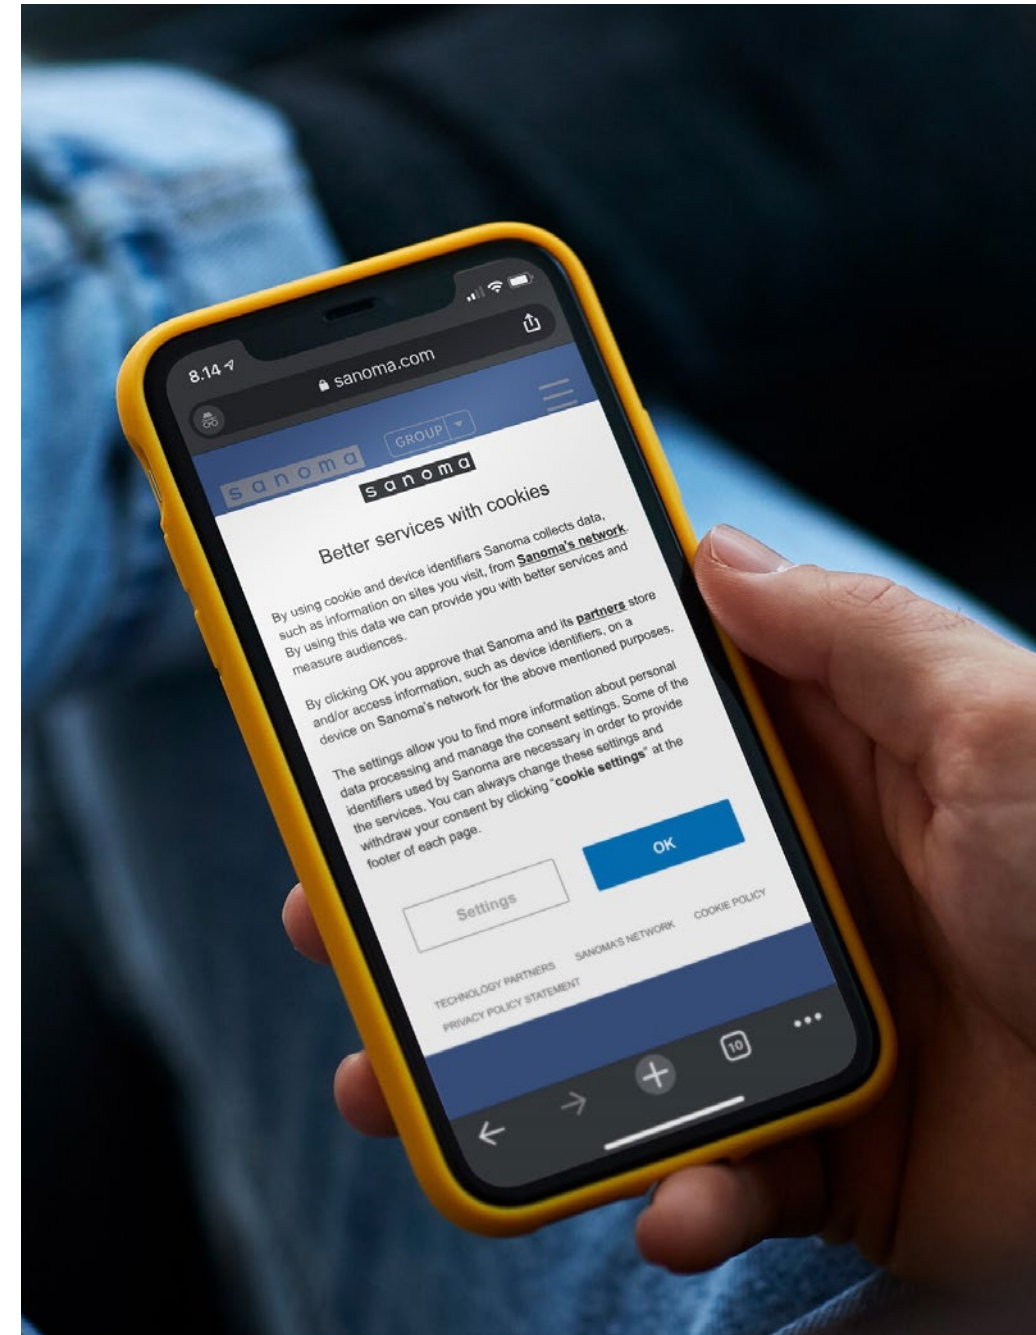 8.14
sanoma.com
sanoma
GROUP
sanoma
Better services with cookies
By using cookie and device identifiers Sanoma collects data,
such as information on sites you visit, from Sanoma's network.
By using this data we can provide you with better services and
measure audiences.
By clicking OK you approve that Sanoma and its partners store
and/or access information, such as device identifiers, on a
device on Sanoma's network for the above mentioned purposes.
The settings allow you to find more information about personal
data processing and manage the consent settings. Some of the
identifiers used by Sanoma are necessary in order to provide
the services. You can always change these settings and
withdraw your consent by clicking "cookie settings" at the
footer of each page.
Settings
OK
TECHNOLOGY PARTNERS SANOMA'S NETWORK COOKIE POLICY
PRIVACY POLICY STATEMENT
10